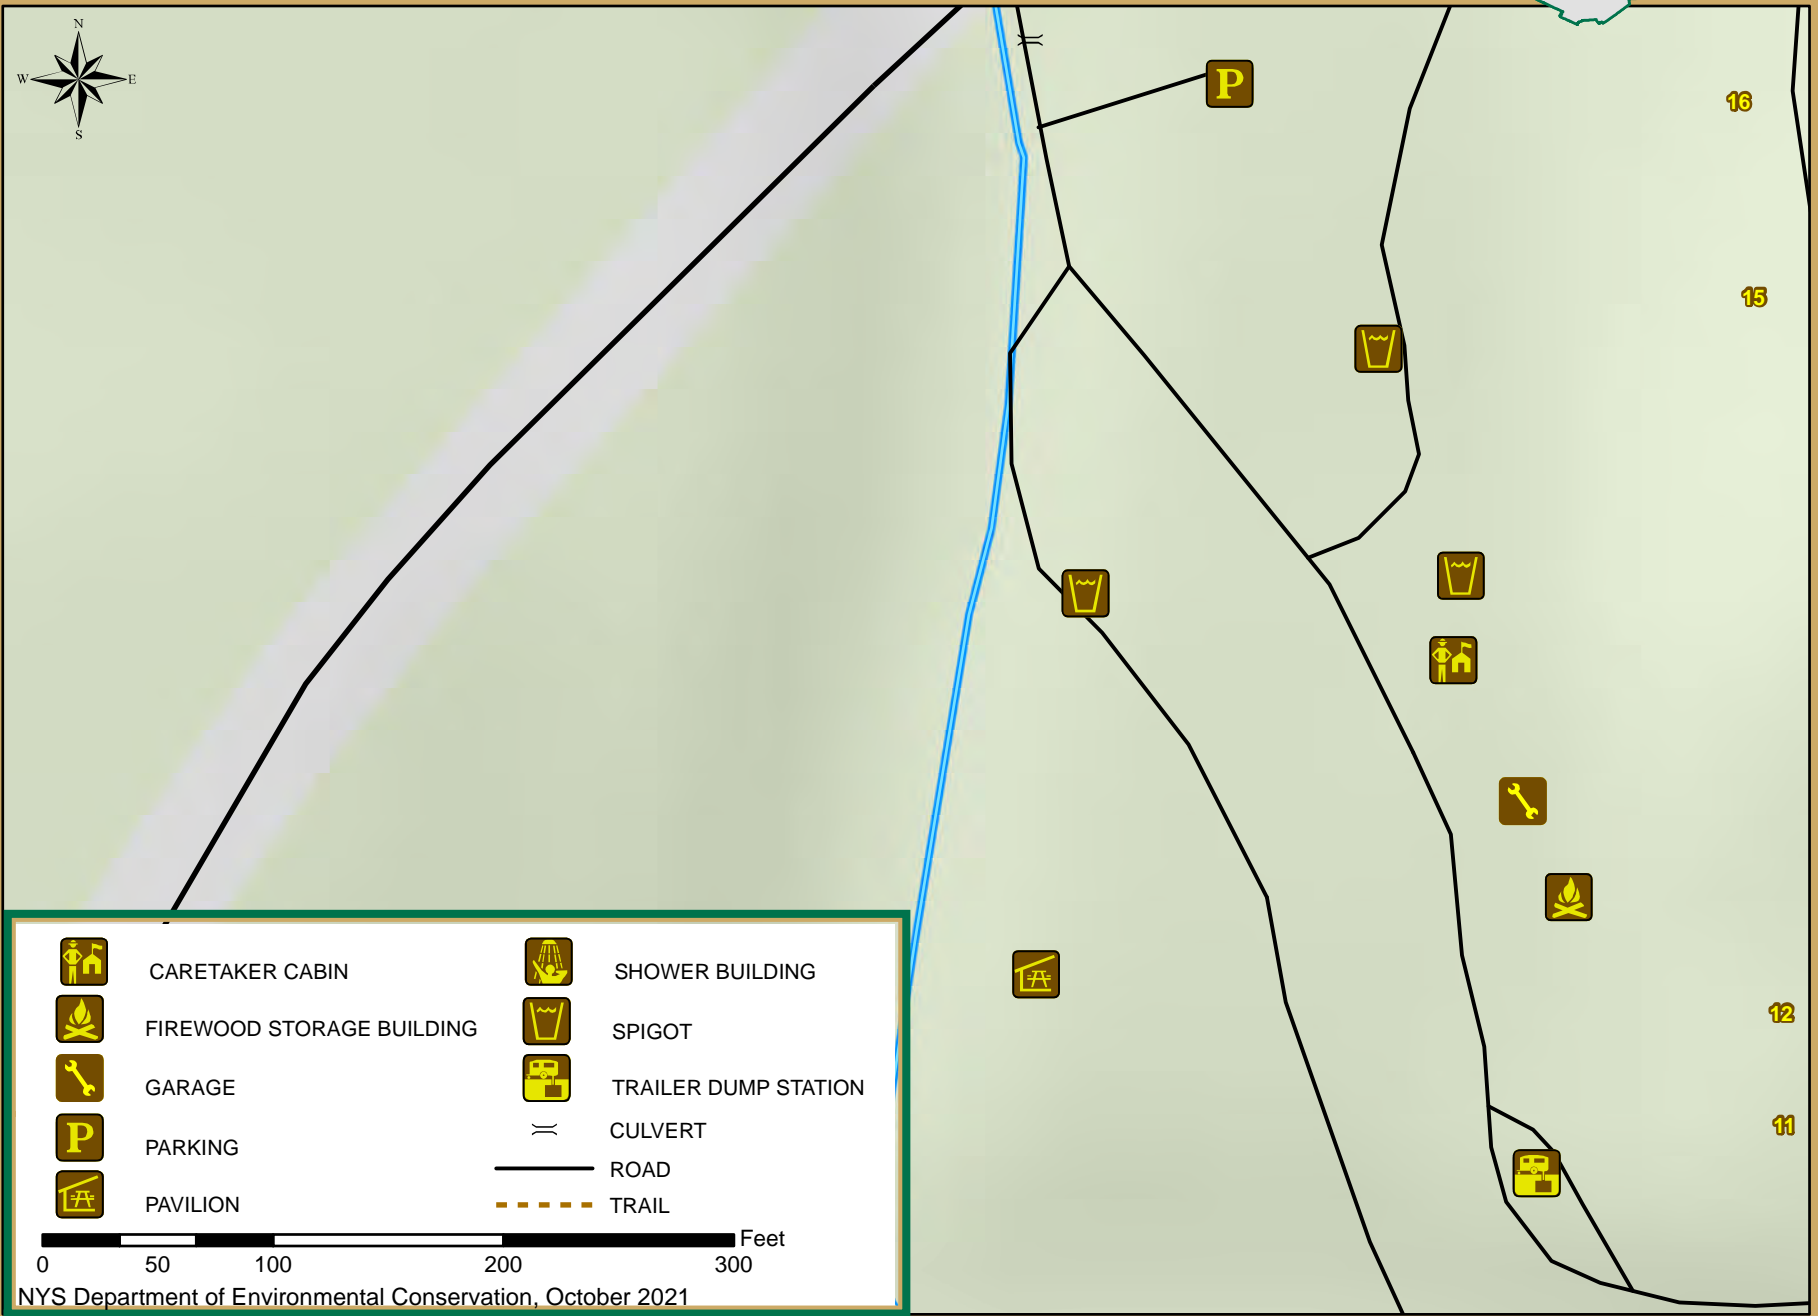 N
W E
S
P
16
15
12
11
CARETAKER CABIN
SHOWER BUILDING
FIREWOOD STORAGE BUILDING
SPIGOT
GARAGE
TRAILER DUMP STATION
CULVERT
P PARKING
ROAD
PAVILION
TRAIL
Feet
0 50 100 200 300
NYS Department of Environmental Conservation, October 2021